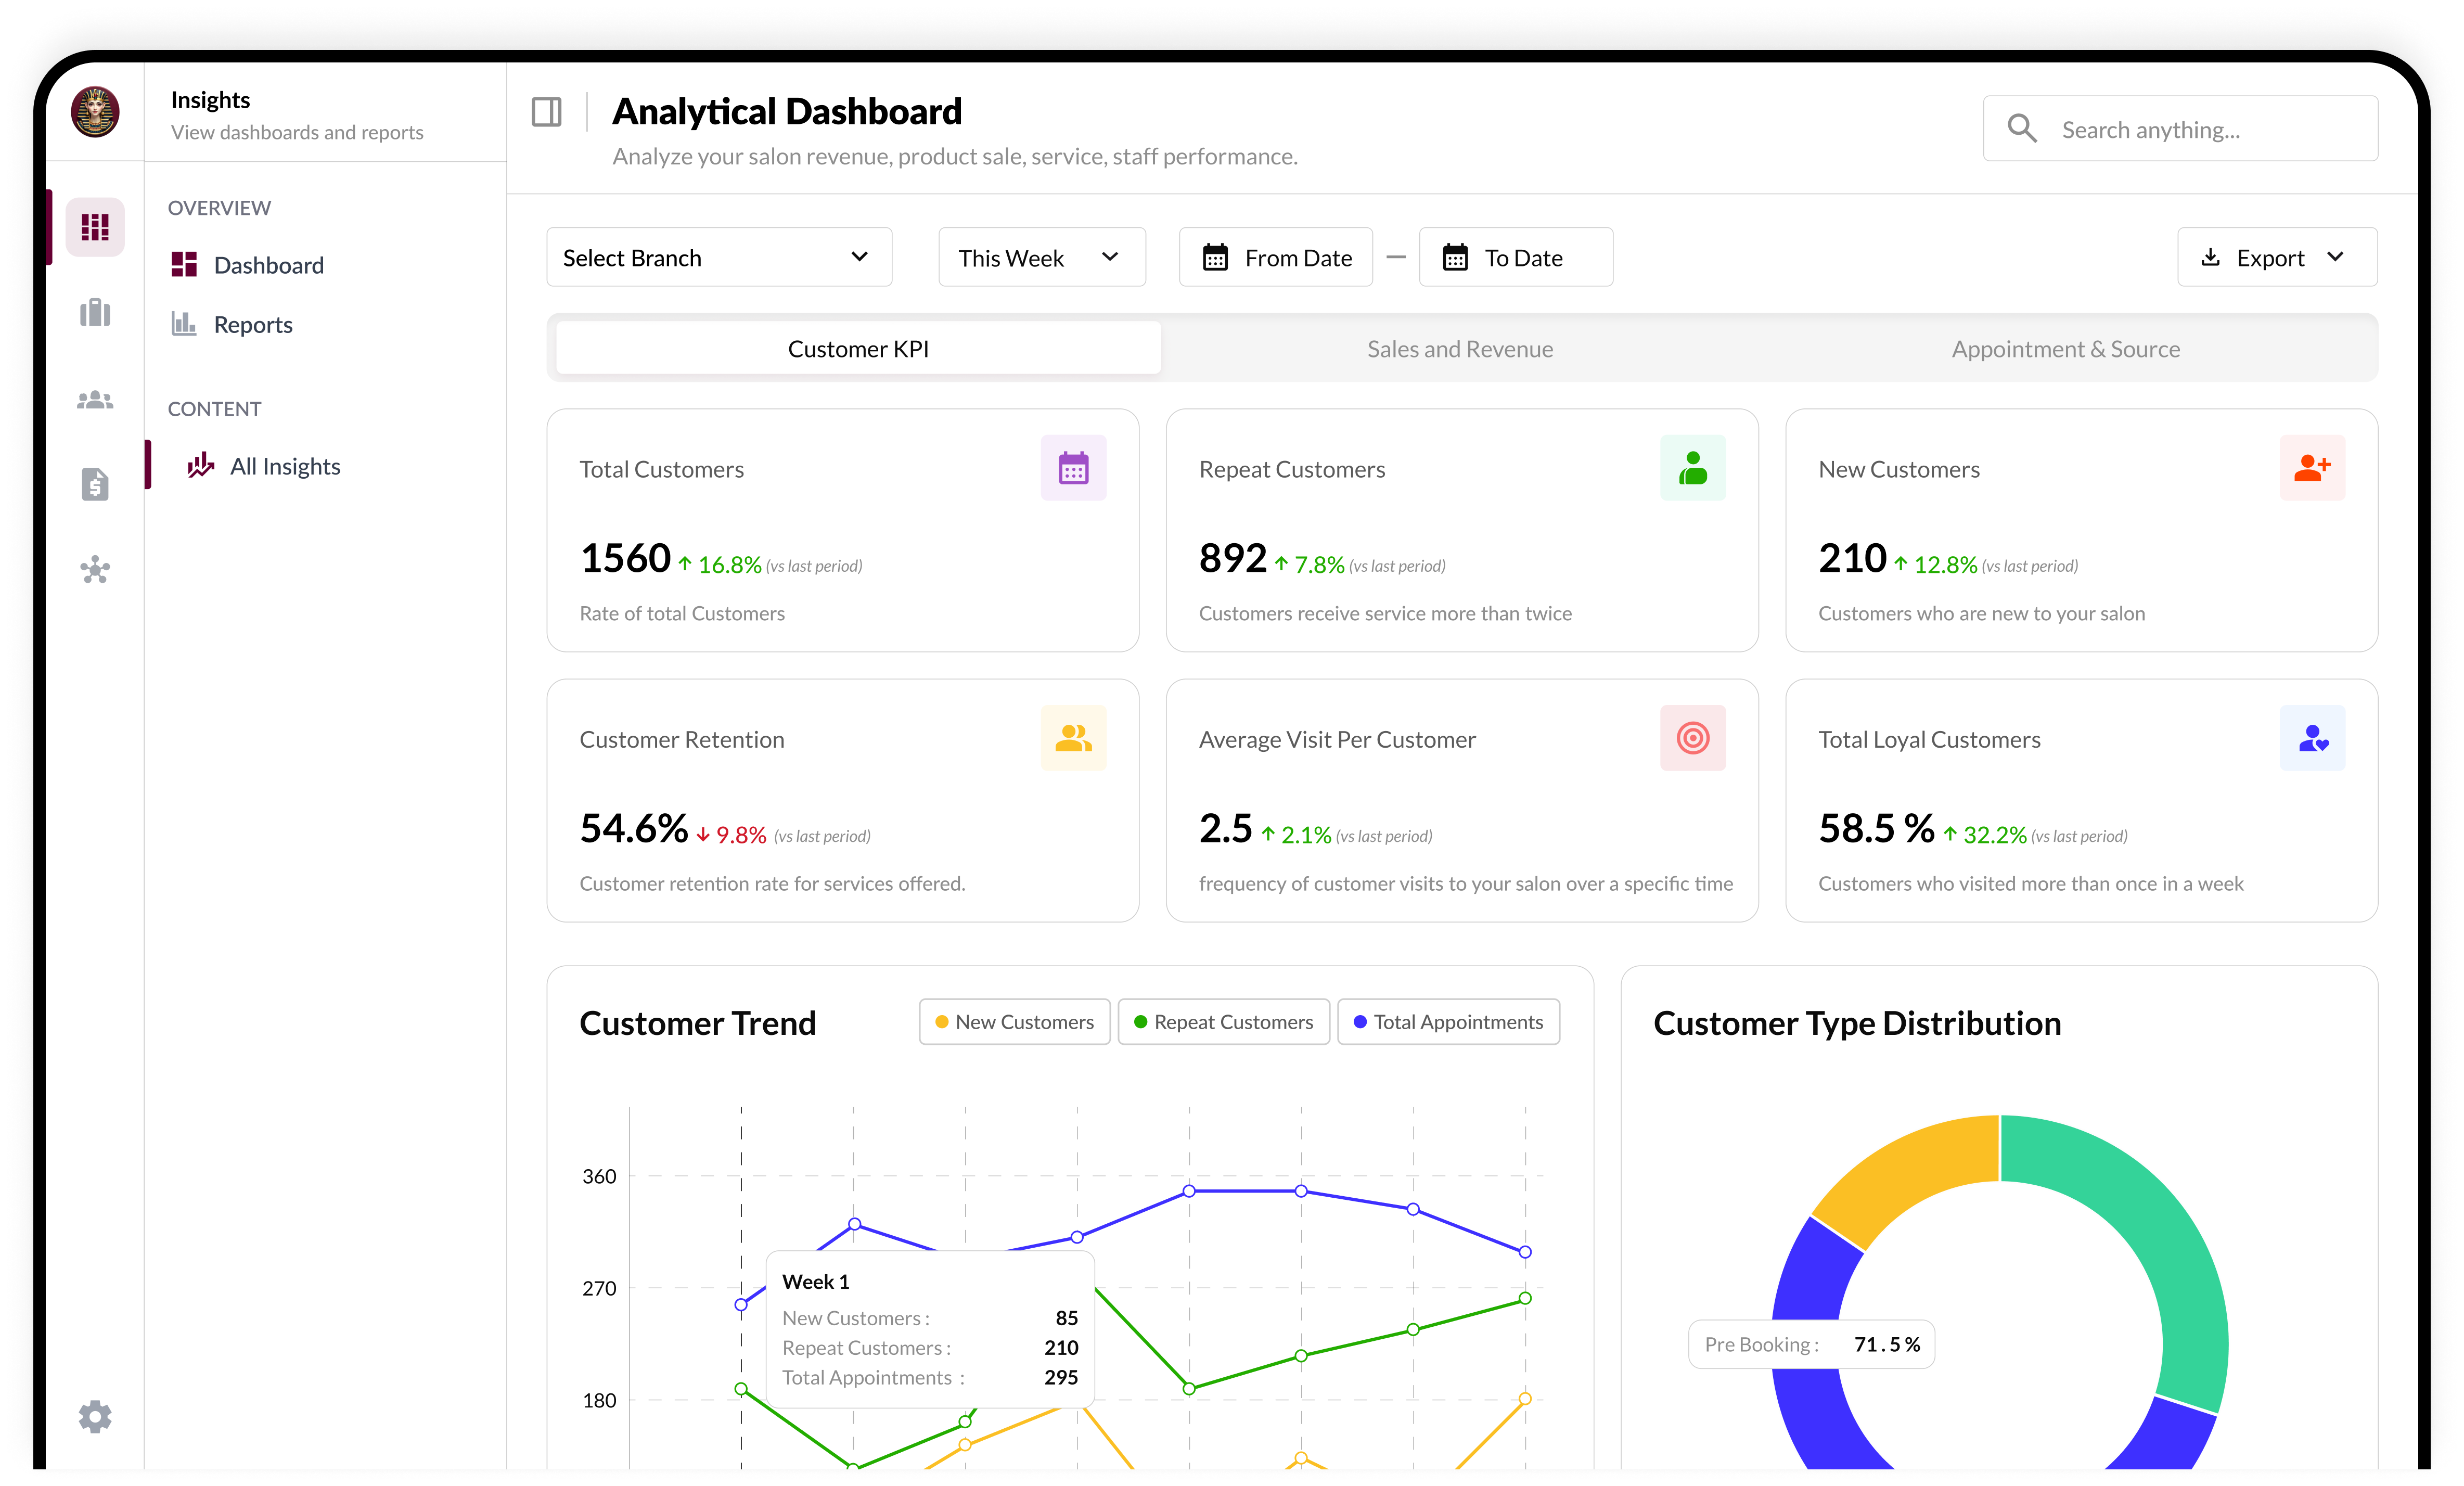 Insights
View dashboards and reports
OVERVIEW
Dashboard
Reports
CONTENT
All Insights
Analytical Dashboard
Analyze your salon revenue, product sale, service, staff performance.
Search anything...
Select Branch
This Week
From Date
To Date
Export
Customer KPI
Sales and Revenue
Appointment & Source
Total Customers
1560 16.8% (vs last period)
Rate of total Customers
Repeat Customers
892 7.8% (vs last period)
Customers receive service more than twice
New Customers
210 12.8% (vs last period)
Customers who are new to your salon
Customer Retention
54.6% 9.8% (vs last period)
Customer retention rate for services offered.
Average Visit Per Customer
2.5 2.1% (vs last period)
frequency of customer visits to your salon over a specific time
Total Loyal Customers
58.5 % 32.2% (vs last period)
Customers who visited more than once in a week
Customer Trend
New Customers
Repeat Customers
Total Appointments
360
270
180
Week 1
New Customers : 85
Repeat Customers : 210
Total Appointments : 295
Customer Type Distribution
Pre Booking : 71.5%